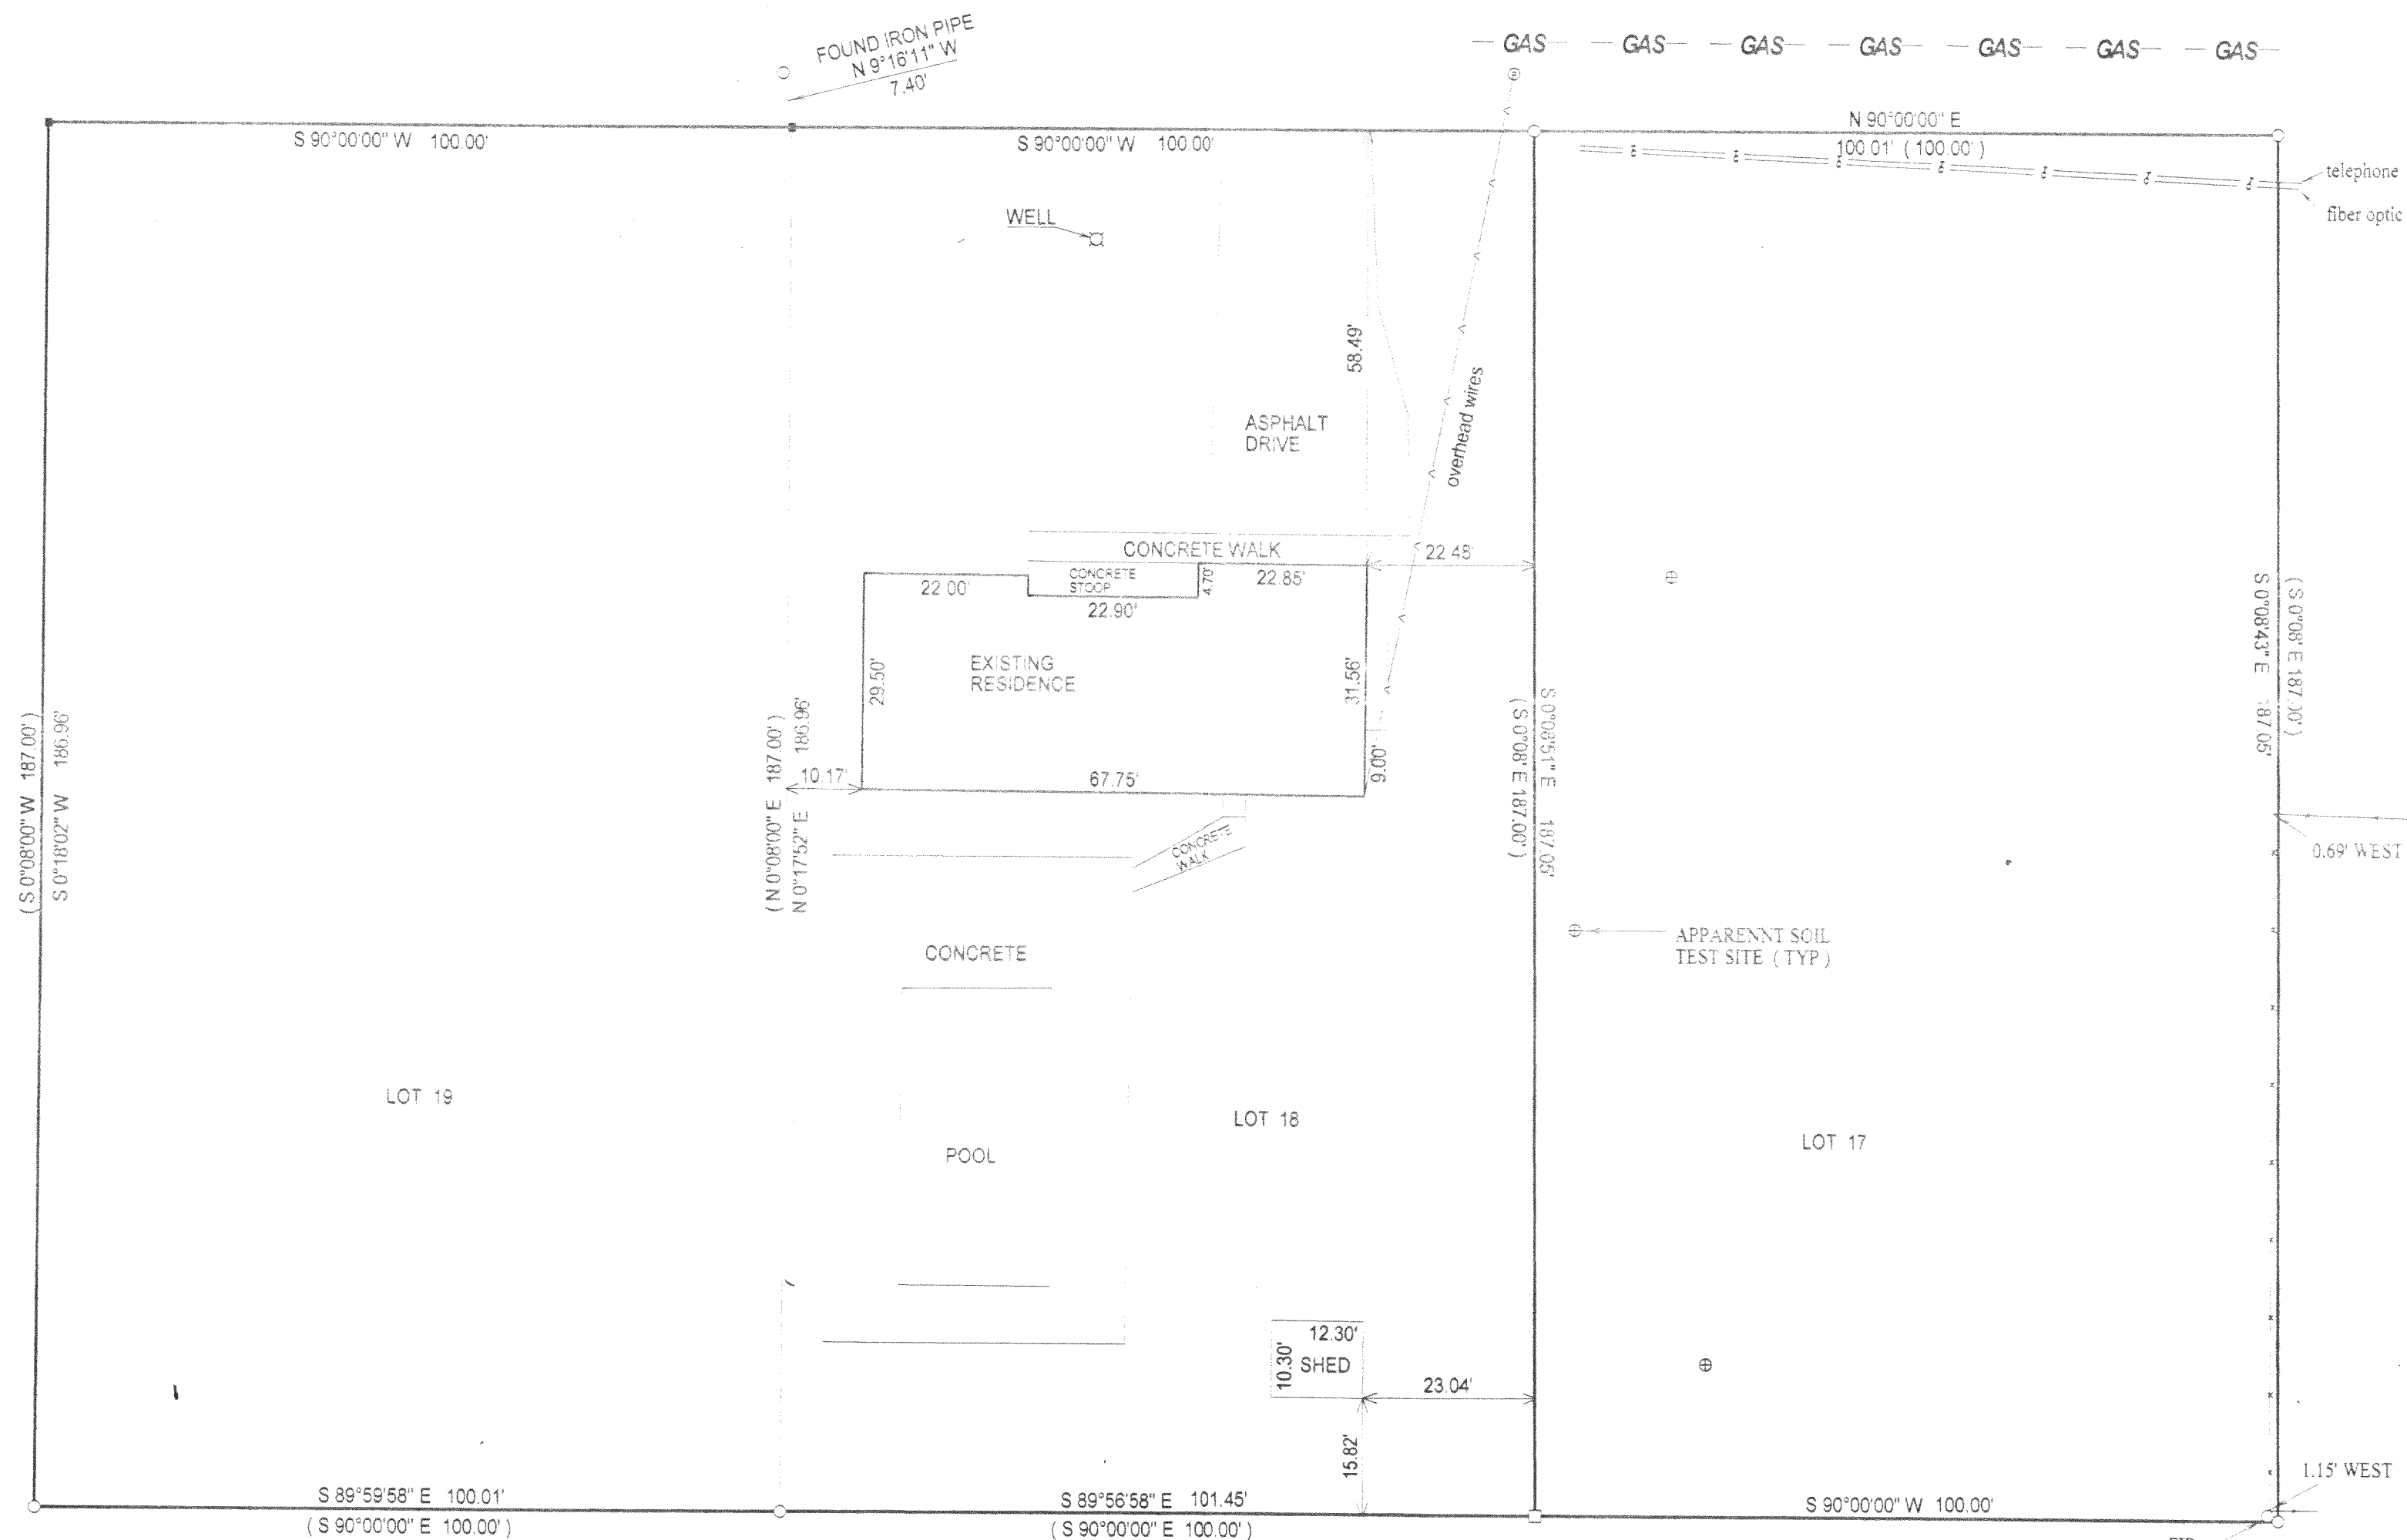 FOUND IRON PIPE
N 9°16'11" W
7.40'
GAS GAS GAS GAS GAS GAS GAS
S 90°00'00" W 100.00'
S 90°00'00" W 100.00'
N 90°00'00" E
100.01' ( 100.00' )
telephone
fiber optic
WELL
58.49'
overhead wires
ASPHALT
DRIVE
CONCRETE WALK
22.48'
CONCRETE
STOOP
22.00'
4.70'
22.85'
22.90'
EXISTING
RESIDENCE
29.50'
31.56'
9.00'
10.17'
67.75'
( S 0°08'00" W 187.00' )
S 0°18'02" W 186.96'
( N 0°08'00" E 187.00' )
N 0°17'52" E 186.96'
S 0°08'51" E 187.05'
( S 0°08' E 187.00' )
( S 0°08' E 187.00' )
S 0°08'43" E 187.05'
CONCRETE
WALK
0.69' WEST
CONCRETE
APPARENNT SOIL
TEST SITE ( TYP )
LOT 19
LOT 18
LOT 17
POOL
12.30'
10.30'
SHED
23.04'
15.82'
1.15' WEST
S 89°59'58" E 100.01'
( S 90°00'00" E 100.00' )
S 89°56'58" E 101.45'
( S 90°00'00" E 100.00' )
S 90°00'00" W 100.00'